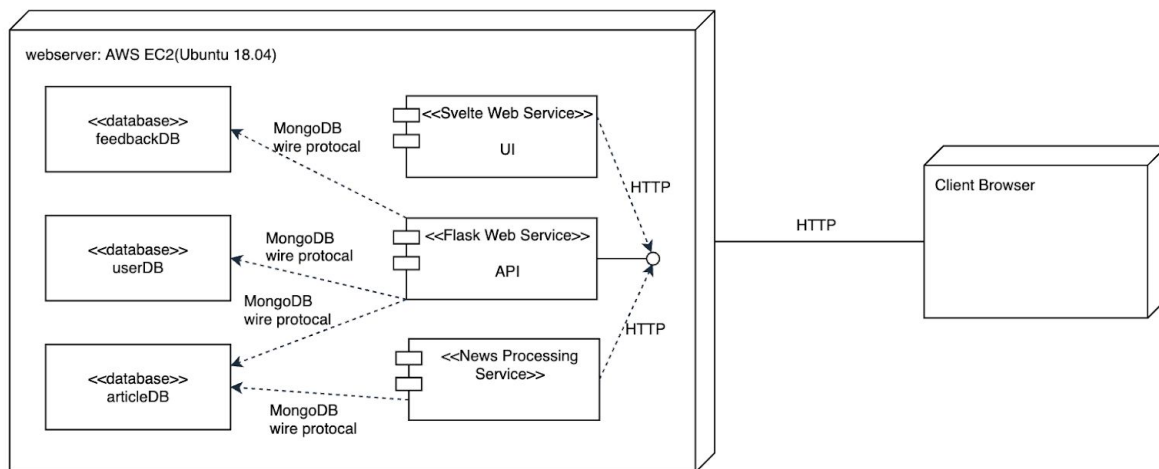 webserver: AWS EC2(Ubuntu 18.04)
<<database>>
feedbackDB
MongoDB
wire protocal
<<Svelte Web Service>>
UI
HTTP
<<database>>
userDB
MongoDB
wire protocal
<<Flask Web Service>>
API
MongoDB
wire protocal
HTTP
<<database>>
articleDB
MongoDB
wire protocal
<<News Processing
Service>>
HTTP
Client Browser